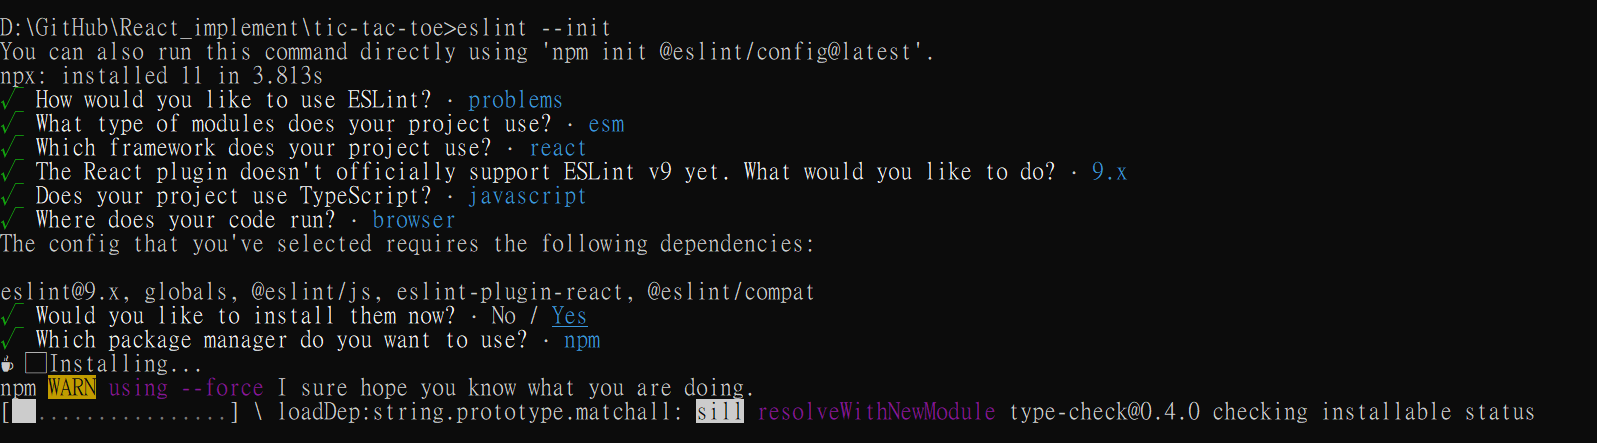 D:\GitHub\React_implement\tic-tac-toe>eslint --init
You can also run this command directly using 'npm init @eslint/config@latest'.
npx: installed 11 in 3.813s
√ How would you like to use ESLint? · problems
√ What type of modules does your project use? · esm
√ Which framework does your project use? · react
√ The React plugin doesn't officially support ESLint v9 yet. What would you like to do? · 9.x
√ Does your project use TypeScript? · javascript
√ Where does your code run? · browser
The config that you've selected requires the following dependencies:
eslint@9.x, globals, @eslint/js, eslint-plugin-react, @eslint/compat
√ Would you like to install them now? · No / Yes
√ Which package manager do you want to use? · npm
☕ Installing...
npm WARN using --force I sure hope you know what you are doing.
[ ................] \ loadDep:string.prototype.matchall: sill resolveWithNewModule type-check@0.4.0 checking installable status